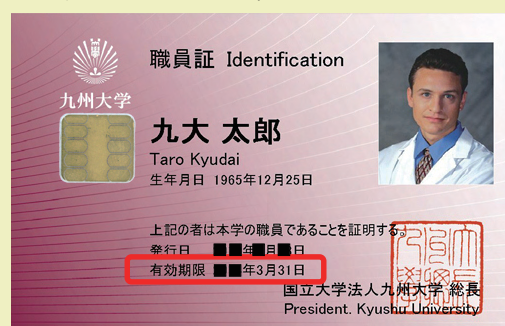 職員証 Identification
九州大学
九大 太郎
Taro Kyudai
生年月日 1965年12月25日
上記の者は本学の職員であることを証明する。
発行日 ■■年■月■8日
有効期限 ■■年3月31日
国立大学法人九州大学 総長
President. Kyushu University